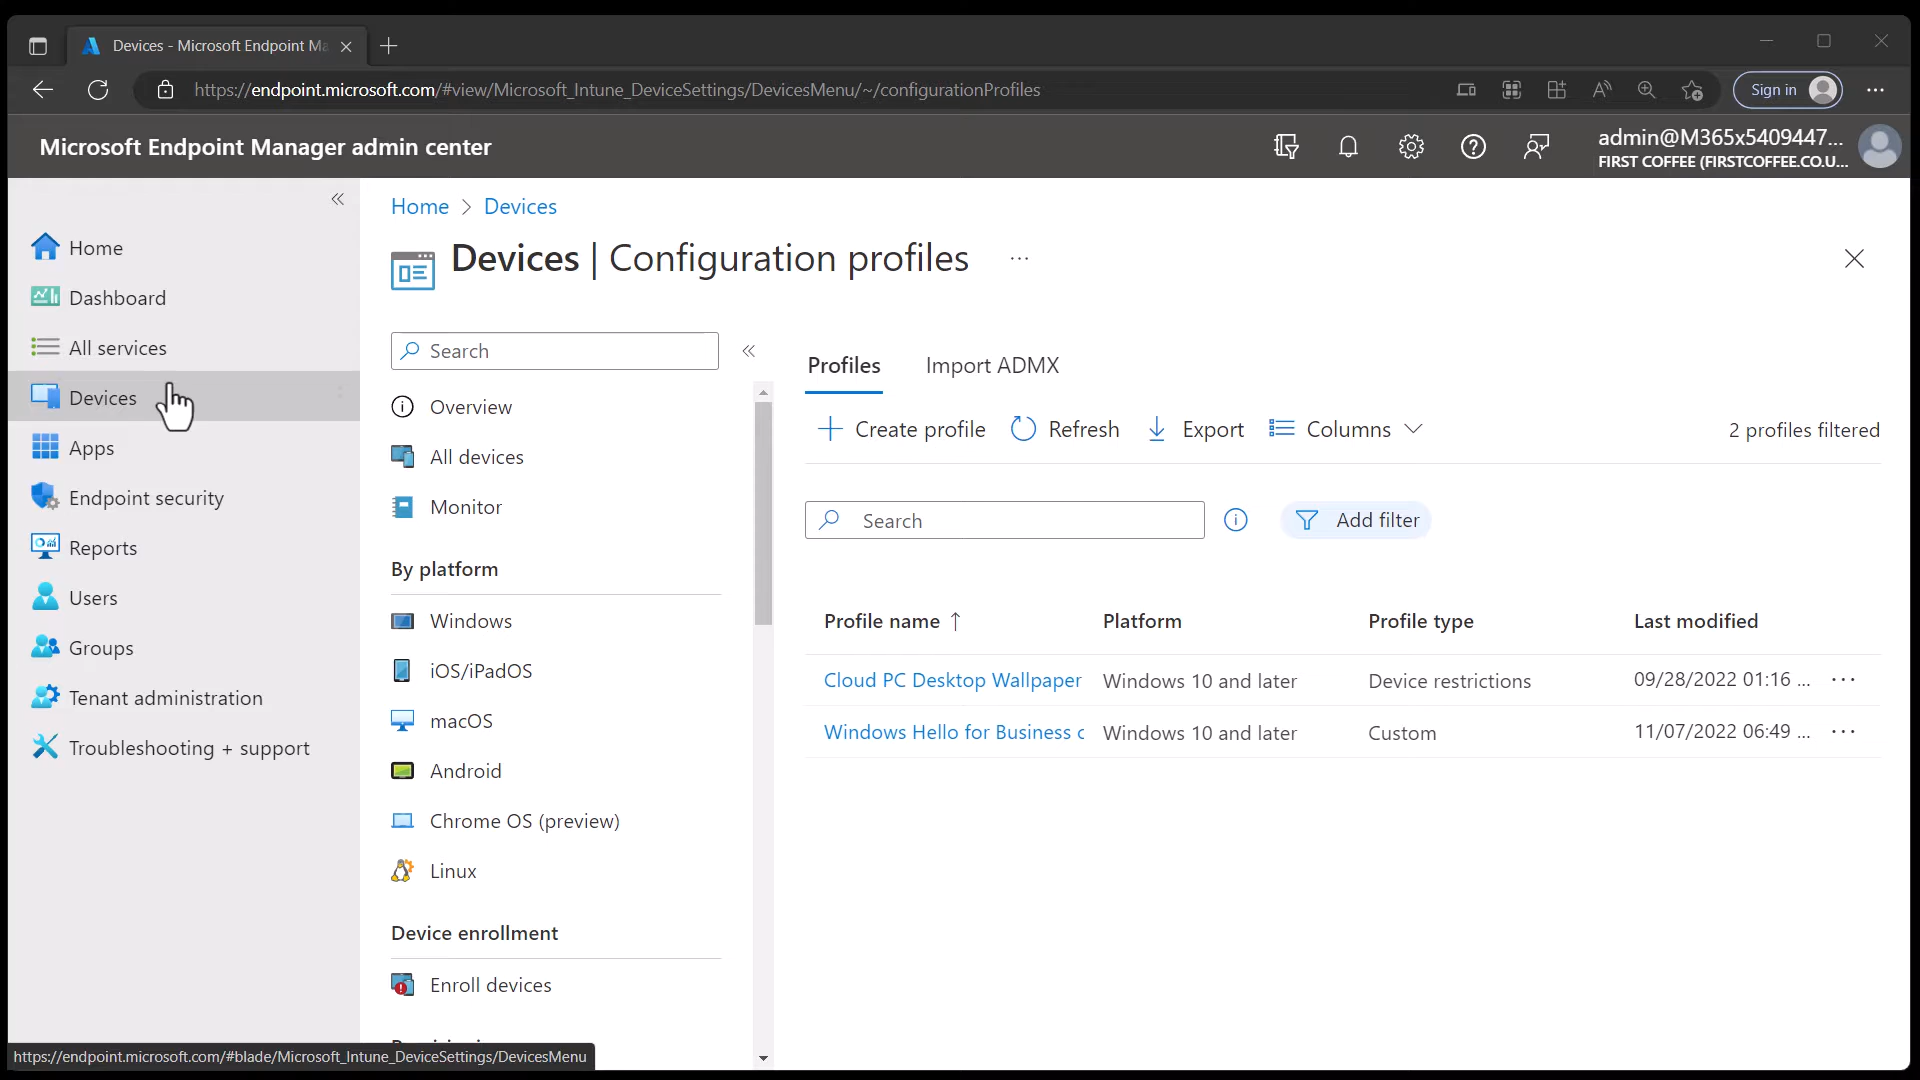 Devices - Microsoft Endpoint Ma
https://endpoint.microsoft.com/#view/Microsoft_Intune_DeviceSettings/DevicesMenu/~/configurationProfiles
Sign in
Microsoft Endpoint Manager admin center
admin@M365x5409447...
FIRST COFFEE (FIRSTCOFFEE.CO.U...
Home
Dashboard
All services
Devices
Apps
Endpoint security
Reports
Users
Groups
Tenant administration
Troubleshooting + support
Home > Devices
Devices | Configuration profiles ...
Search
Overview
All devices
Monitor
By platform
Windows
iOS/iPadOS
macOS
Android
Chrome OS (preview)
Linux
Device enrollment
Enroll devices
Profiles
Import ADMX
Create profile
Refresh
Export
Columns
2 profiles filtered
Search
Add filter
Profile name ↑ Platform Profile type Last modified
Cloud PC Desktop Wallpaper Windows 10 and later Device restrictions 09/28/2022 01:16 ... ...
Windows Hello for Business c Windows 10 and later Custom 11/07/2022 06:49 ... ...
https://endpoint.microsoft.com/#blade/Microsoft_Intune_DeviceSettings/DevicesMenu